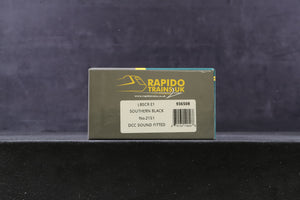 RAPIDO
TRAINS UK
LBSCR E1 936508
SOUTHERN BLACK
No.2151
DCC SOUND FITTED